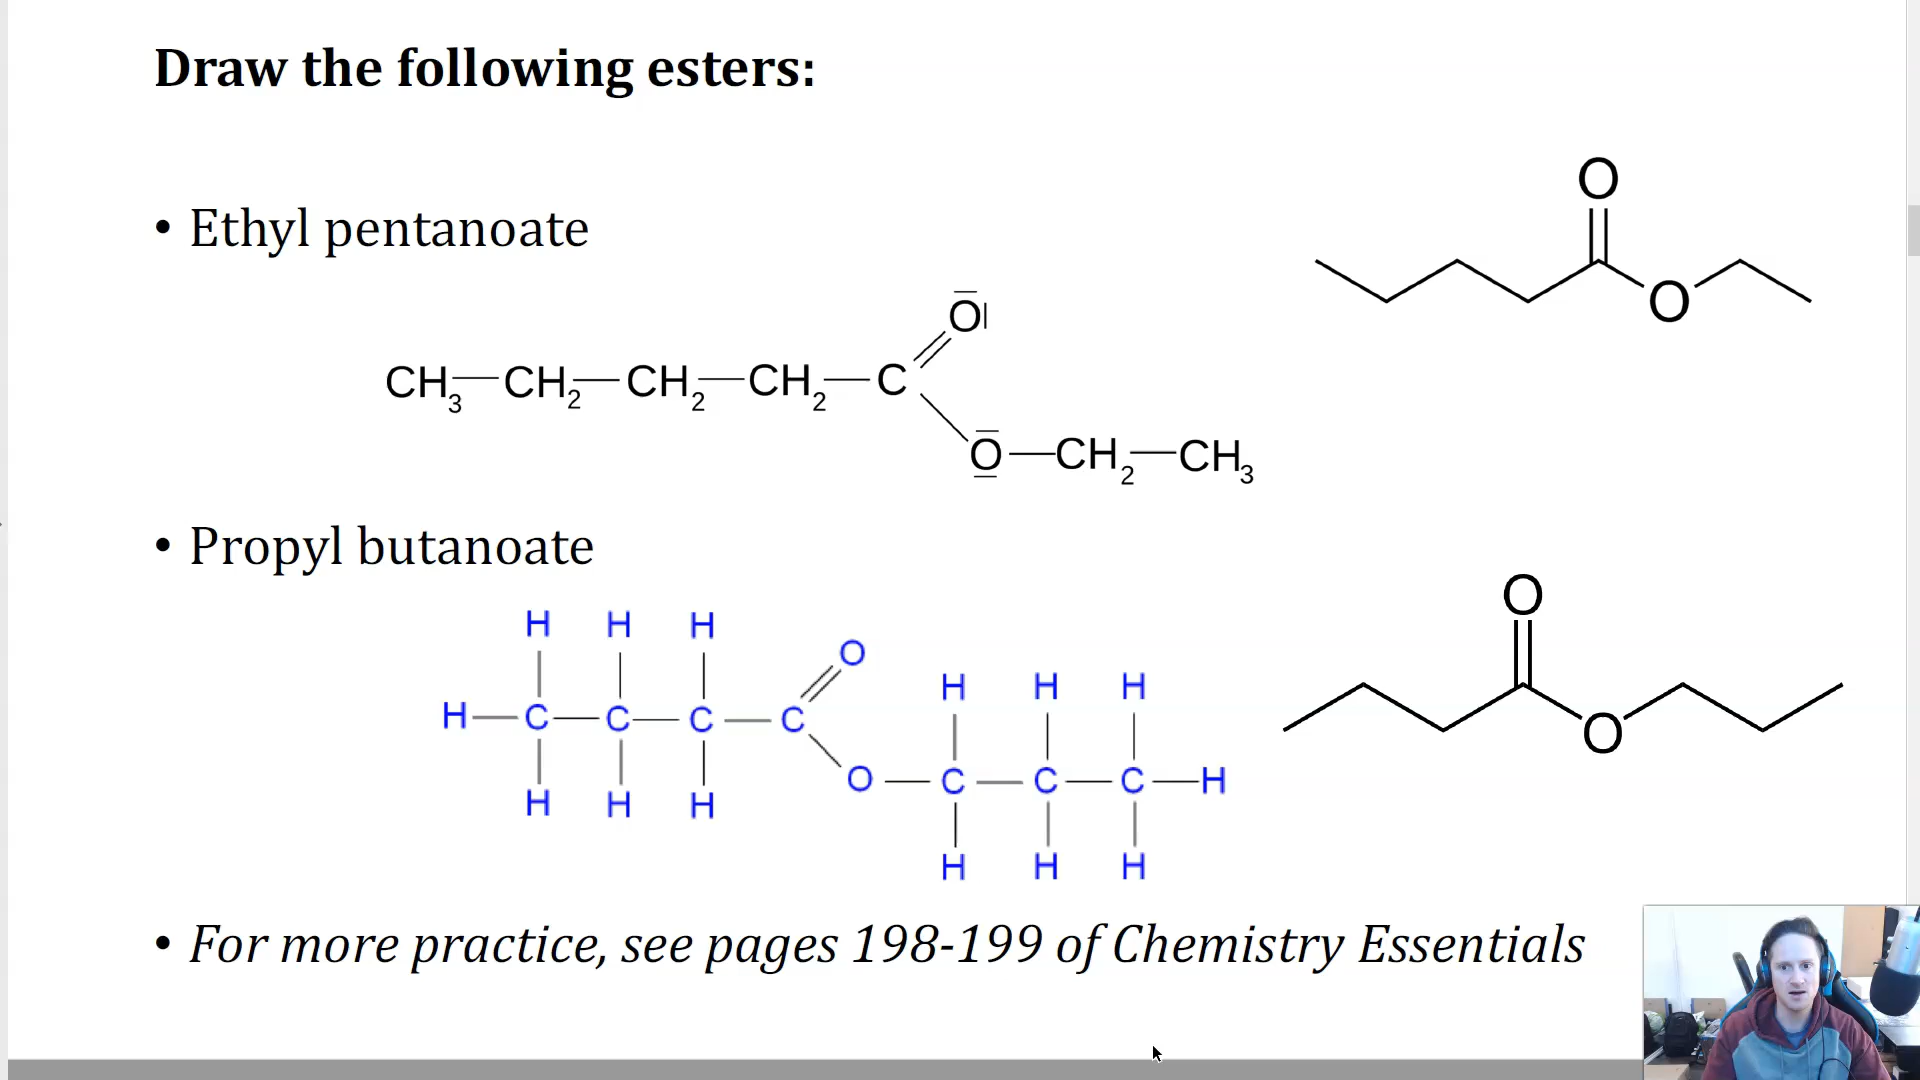 Draw the following esters:
• Ethyl pentanoate
O
O
CH3—CH2—CH2—CH2—C
O
O—CH2—CH3
• Propyl butanoate
O
H H H
O
H H H
H—C—C—C—C
O
O—C—C—C—H
H H H
H H H
• For more practice, see pages 198-199 of Chemistry Essentials